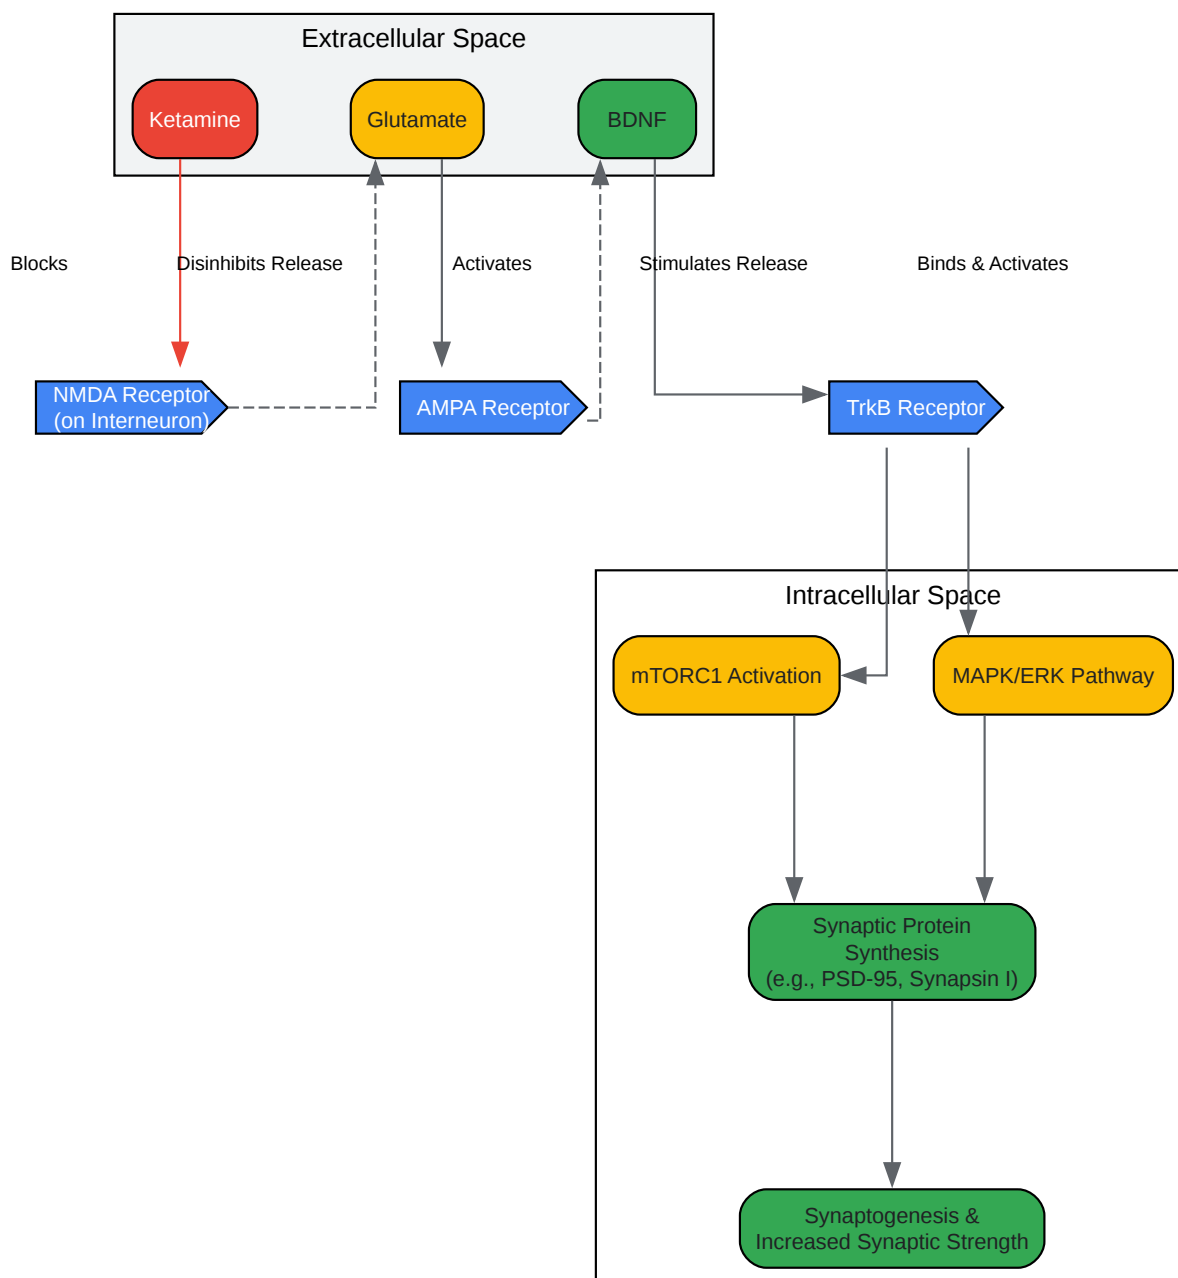 Extracellular Space
Ketamine
Glutamate
BDNF
Blocks
Disinhibits Release
Activates
Stimulates Release
Binds & Activates
NMDA Receptor
(on Interneuron)
AMPA Receptor
TrkB Receptor
Intracellular Space
mTORC1 Activation
MAPK/ERK Pathway
Synaptic Protein
Synthesis
(e.g., PSD-95, Synapsin I)
Synaptogenesis &
Increased Synaptic Strength